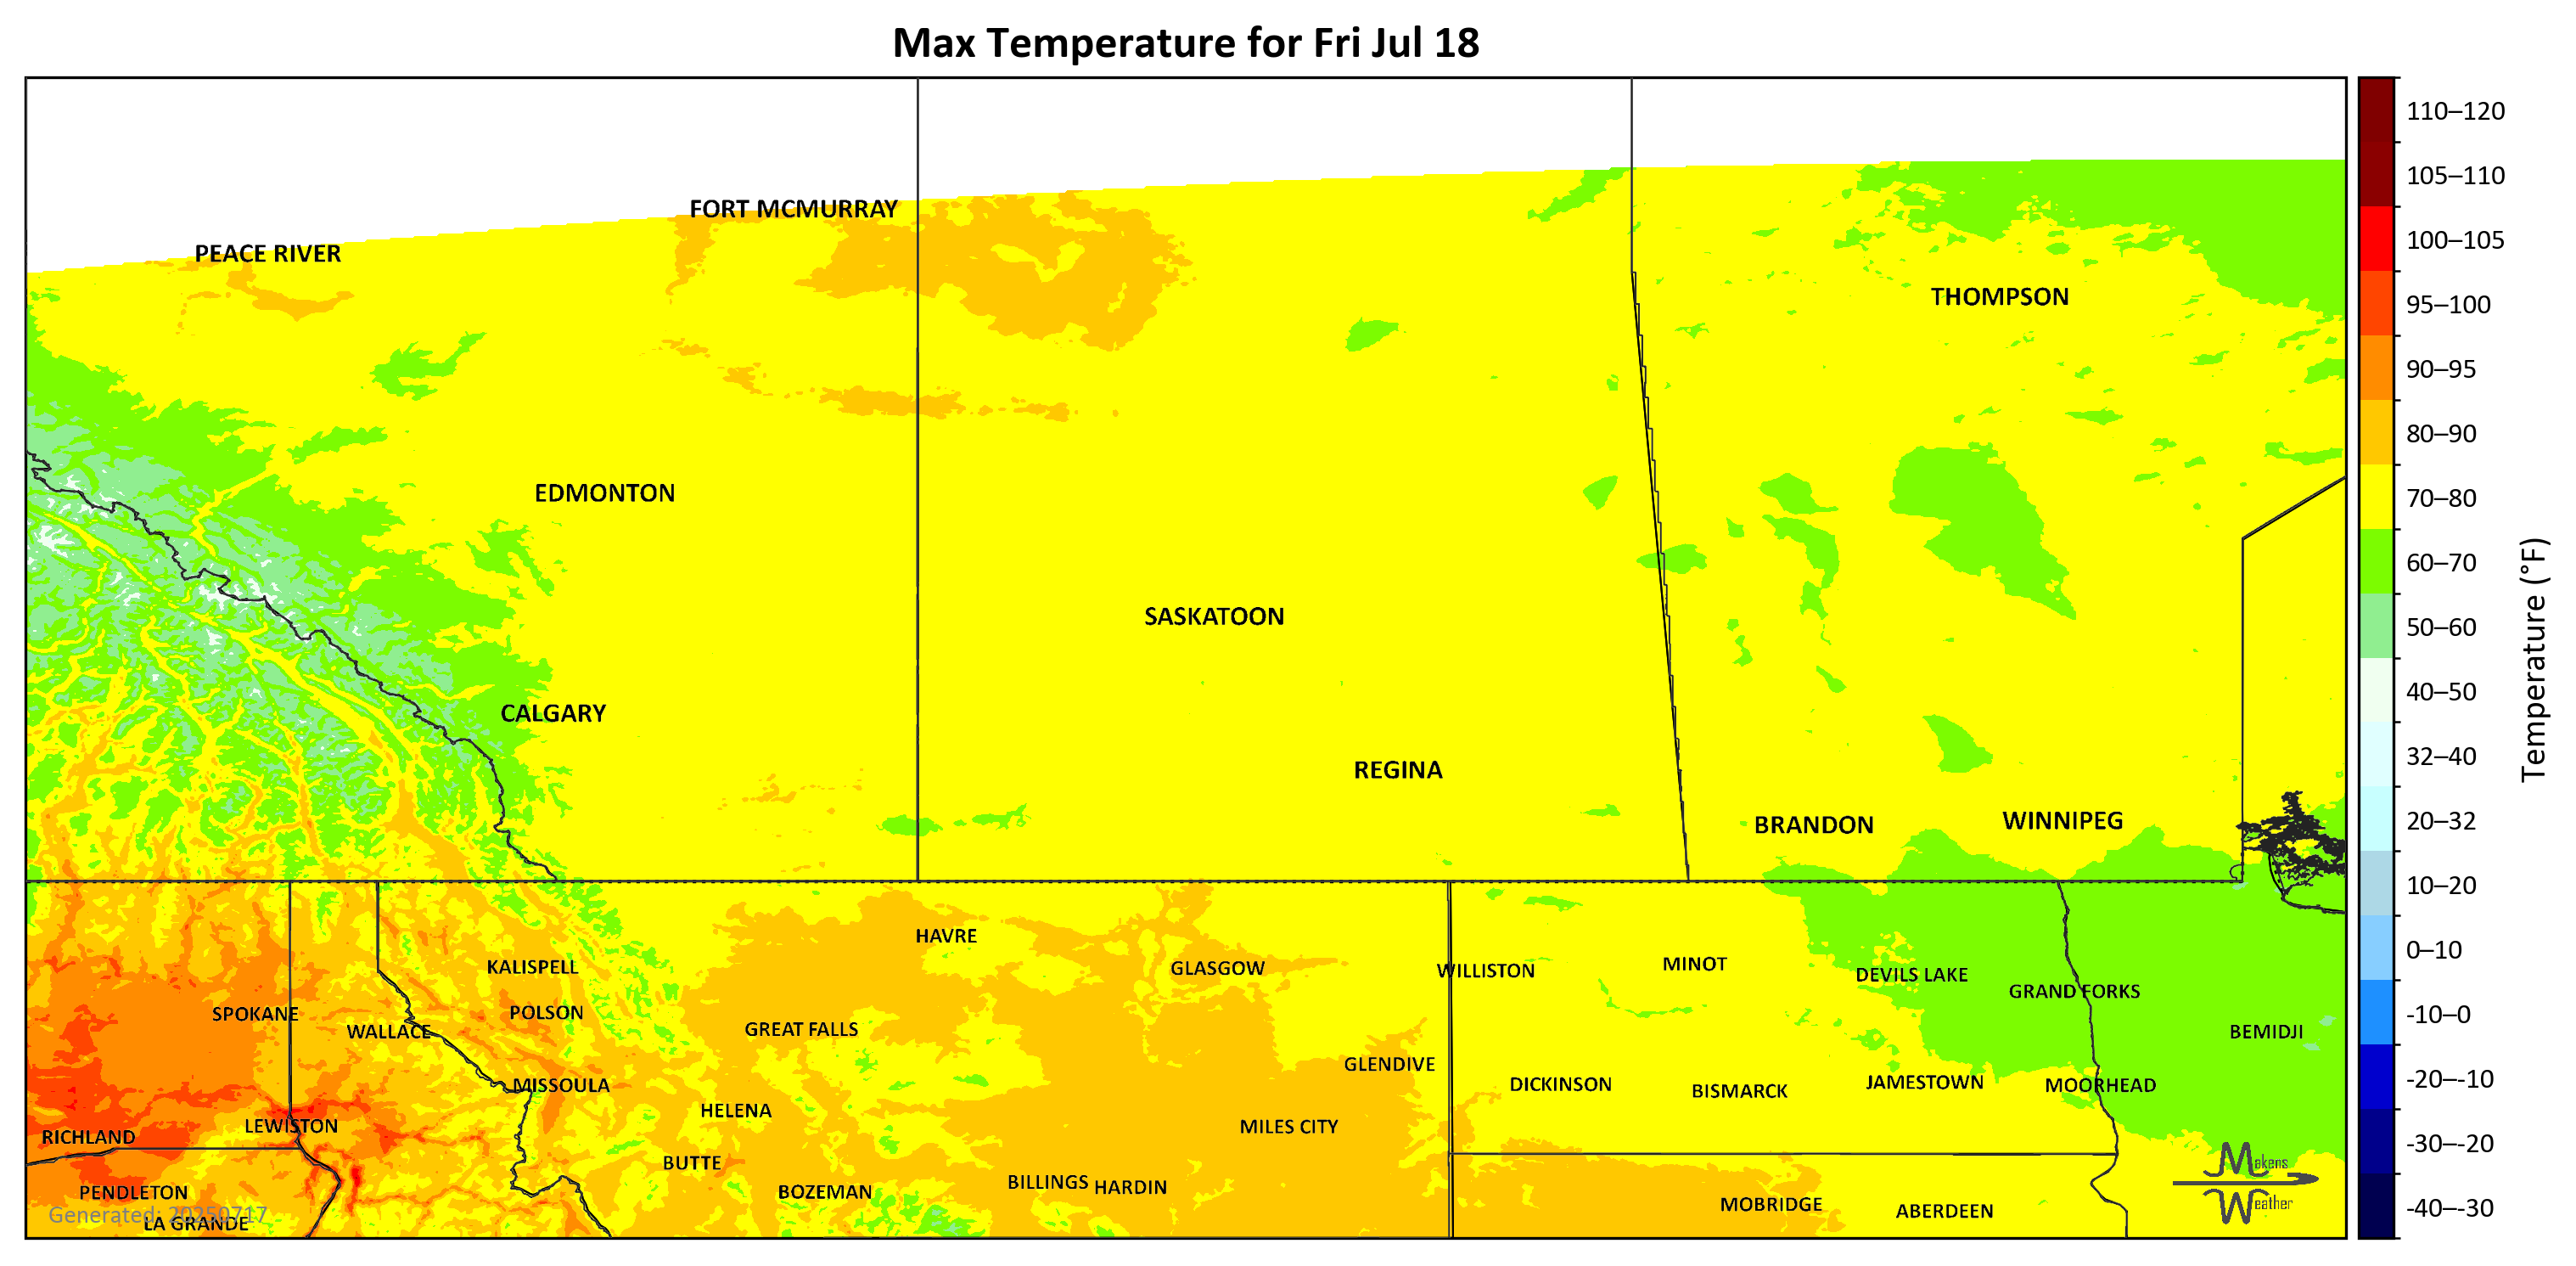 Max Temperature for Fri Jul 18
FORT MCMURRAY
PEACE RIVER
THOMPSON
EDMONTON
SASKATOON
CALGARY
REGINA
BRANDON
WINNIPEG
HAVRE
KALISPELL
GLASGOW
WILLISTON
MINOT
DEVILS LAKE
GRAND FORKS
SPOKANE
POLSON
WALLACE
GREAT FALLS
BEMIDJI
GLENDIVE
MISSOULA
DICKINSON
BISMARCK
JAMESTOWN
MOORHEAD
HELENA
LEWISTON
MILES CITY
RICHLAND
BUTTE
BILLINGS
HARDIN
PENDLETON
BOZEMAN
MOBRIDGE
ABERDEEN
Generated: 20250717
LA GRANDE
Makens
Weather
110–120
105–110
100–105
95–100
90–95
80–90
70–80
60–70
50–60
40–50
32–40
20–32
10–20
0–10
-10–0
-20–-10
-30–-20
-40–-30
Temperature (°F)